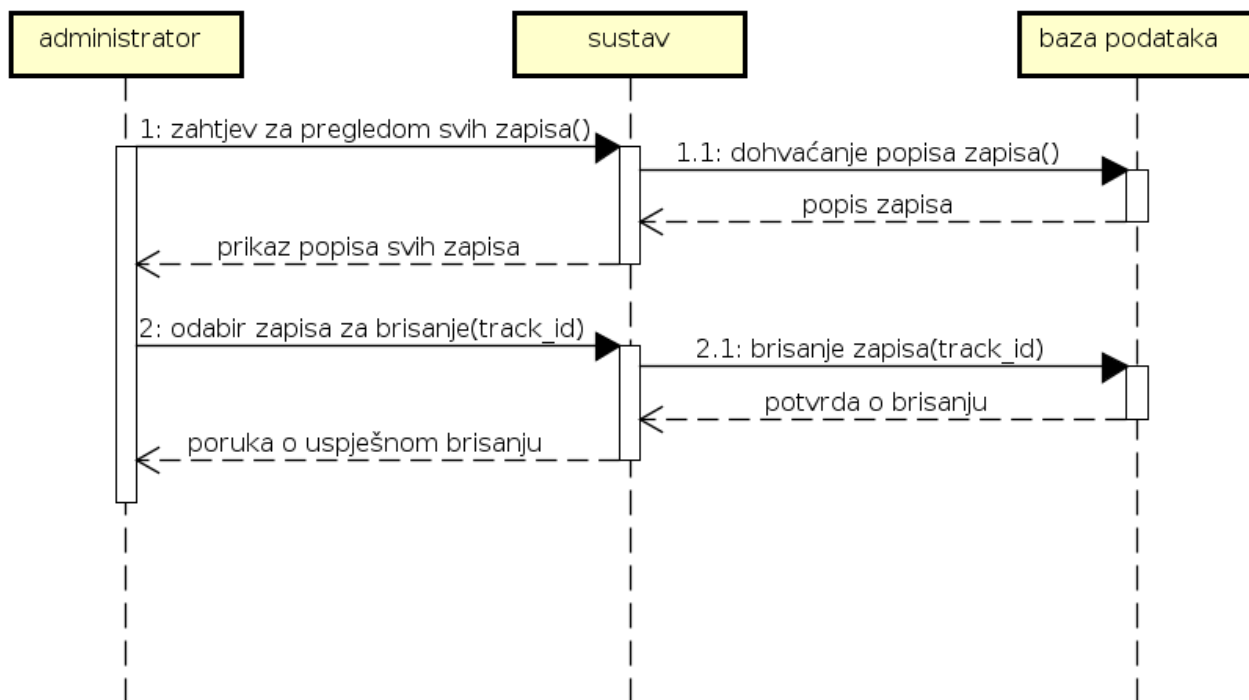 administrator
sustav
baza podataka
1: zahtjev za pregledom svih zapisa()
1.1: dohvaćanje popisa zapisa()
popis zapisa
prikaz popisa svih zapisa
2: odabir zapisa za brisanje(track_id)
2.1: brisanje zapisa(track_id)
potvrda o brisanju
poruka o uspješnom brisanju